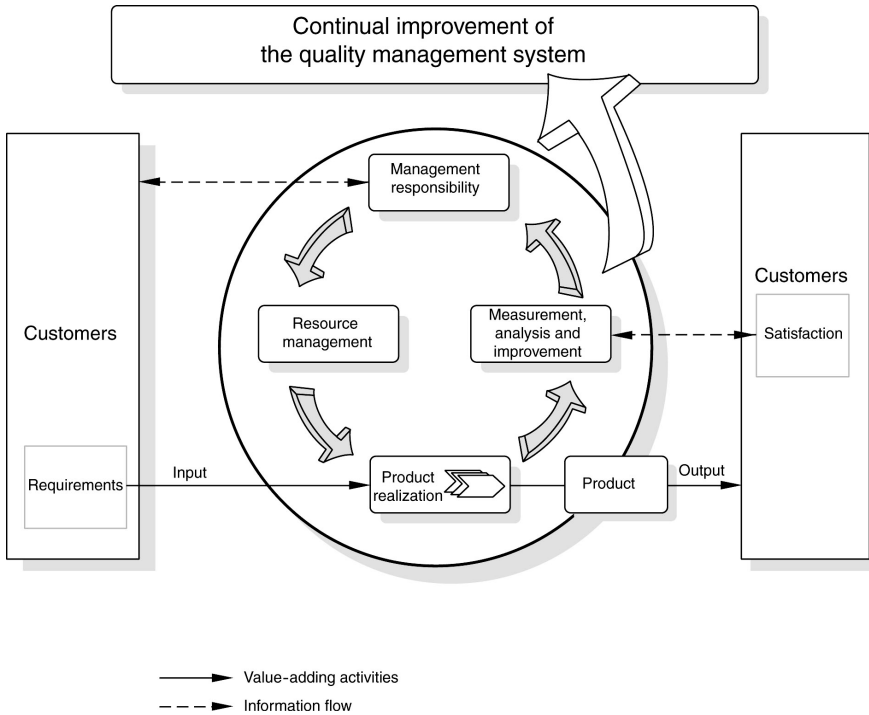 Continual improvement of
the quality management system
Management
responsibility
Customers
Resource
management
Measurement,
analysis and
improvement
Customers
Satisfaction
Requirements
Input
Product
realization
Product
Output
Value-adding activities
Information flow